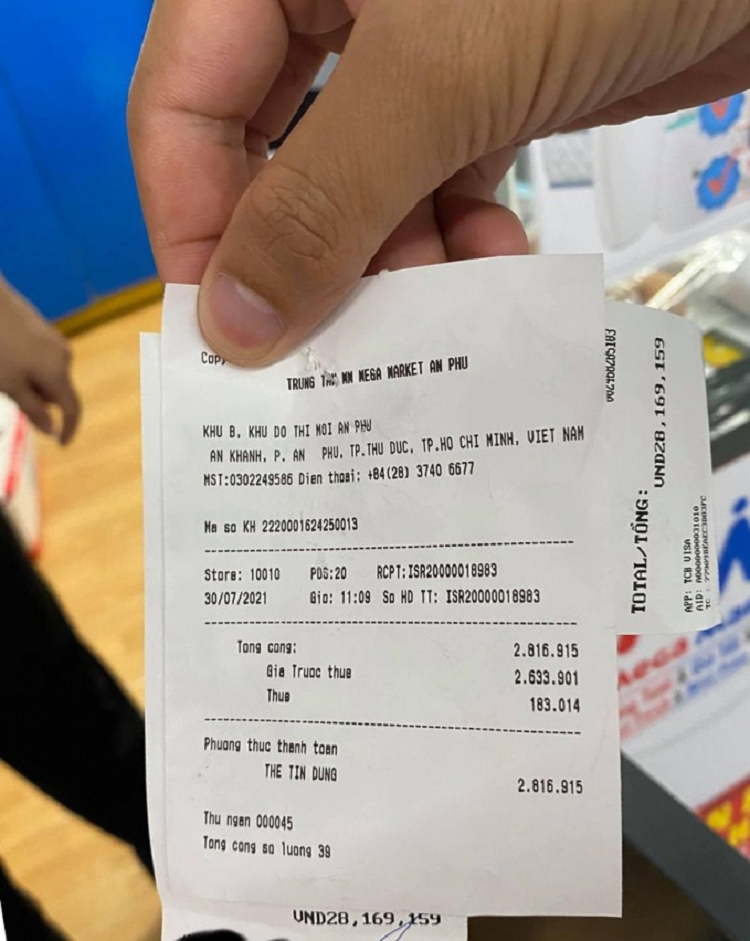 Copy
TRUNG TAM MM MEGA MARKET AN PHU
KHU B, KHU DO THI MOI AN PHU
AN KHANH, P. AN PHU, TP.THU DUC, TP.HO CHI MINH, VIET NAM
MST:0302249586 Dien thoai: +84(28) 3740 6677
Ma so KH 2220001624250013
Store: 10010 POS:20 RCPT:ISR20000018983
30/07/2021 Gio: 11:09 So HD TT: ISR20000018983
Tong cong: 2.816.915
Gia Truoc thue 2.633.901
Thue 183.014
Phuong thuc thanh toan
THE TIN DUNG 2.816.915
Thu ngan 000045
Tong cong so luong 39
VND28,169,159
TOTAL/TỔNG:
VND28,169,159
APP: TCB VISA
AID: A0000000031010